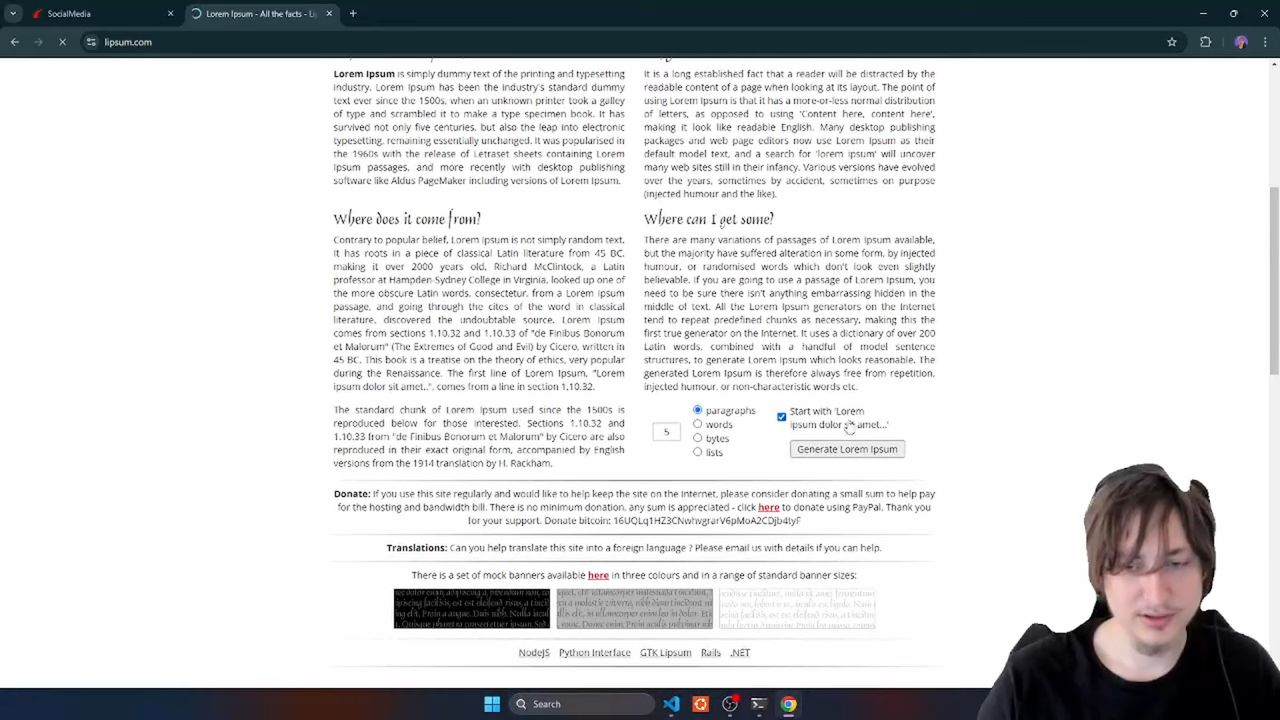 SocialMedia
Lorem Ipsum - All the facts - Li
lipsum.com
Lorem Ipsum is simply dummy text of the printing and typesetting
industry. Lorem Ipsum has been the industry's standard dummy
text ever since the 1500s, when an unknown printer took a galley
of type and scrambled it to make a type specimen book. It has
survived not only five centuries, but also the leap into electronic
typesetting, remaining essentially unchanged. It was popularised in
the 1960s with the release of Letraset sheets containing Lorem
Ipsum passages, and more recently with desktop publishing
software like Aldus PageMaker including versions of Lorem Ipsum.
It is a long established fact that a reader will be distracted by the
readable content of a page when looking at its layout. The point of
using Lorem Ipsum is that it has a more-or-less normal distribution
of letters, as opposed to using 'Content here, content here',
making it look like readable English. Many desktop publishing
packages and web page editors now use Lorem Ipsum as their
default model text, and a search for 'lorem ipsum' will uncover
many web sites still in their infancy. Various versions have evolved
over the years, sometimes by accident, sometimes on purpose
(injected humour and the like).
Where does it come from?
Contrary to popular belief, Lorem Ipsum is not simply random text.
It has roots in a piece of classical Latin literature from 45 BC,
making it over 2000 years old. Richard McClintock, a Latin
professor at Hampden-Sydney College in Virginia, looked up one of
the more obscure Latin words, consectetur, from a Lorem Ipsum
passage, and going through the cites of the word in classical
literature, discovered the undoubtable source. Lorem Ipsum
comes from sections 1.10.32 and 1.10.33 of "de Finibus Bonorum
et Malorum" (The Extremes of Good and Evil) by Cicero, written in
45 BC. This book is a treatise on the theory of ethics, very popular
during the Renaissance. The first line of Lorem Ipsum, "Lorem
ipsum dolor sit amet..", comes from a line in section 1.10.32.
The standard chunk of Lorem Ipsum used since the 1500s is
reproduced below for those interested. Sections 1.10.32 and
1.10.33 from "de Finibus Bonorum et Malorum" by Cicero are also
reproduced in their exact original form, accompanied by English
versions from the 1914 translation by H. Rackham.
Where can I get some?
There are many variations of passages of Lorem Ipsum available,
but the majority have suffered alteration in some form, by injected
humour, or randomised words which don't look even slightly
believable. If you are going to use a passage of Lorem Ipsum, you
need to be sure there isn't anything embarrassing hidden in the
middle of text. All the Lorem Ipsum generators on the Internet
tend to repeat predefined chunks as necessary, making this the
first true generator on the Internet. It uses a dictionary of over 200
Latin words, combined with a handful of model sentence
structures, to generate Lorem Ipsum which looks reasonable. The
generated Lorem Ipsum is therefore always free from repetition,
injected humour, or non-characteristic words etc.
5
paragraphs
words
bytes
lists
Start with 'Lorem
ipsum dolor sit amet...'
Generate Lorem Ipsum
Donate: If you use this site regularly and would like to help keep the site on the Internet, please consider donating a small sum to help pay
for the hosting and bandwidth bill. There is no minimum donation, any sum is appreciated - click here to donate using PayPal. Thank you
for your support. Donate bitcoin: 16UQLq1HZ3CNwhvgrarV6pMoA2CDjb4tyF
Translations: Can you help translate this site into a foreign language ? Please email us with details if you can help.
There is a set of mock banners available here in three colours and in a range of standard banner sizes:
NodeJS Python Interface GTK Lipsum Rails .NET
Search